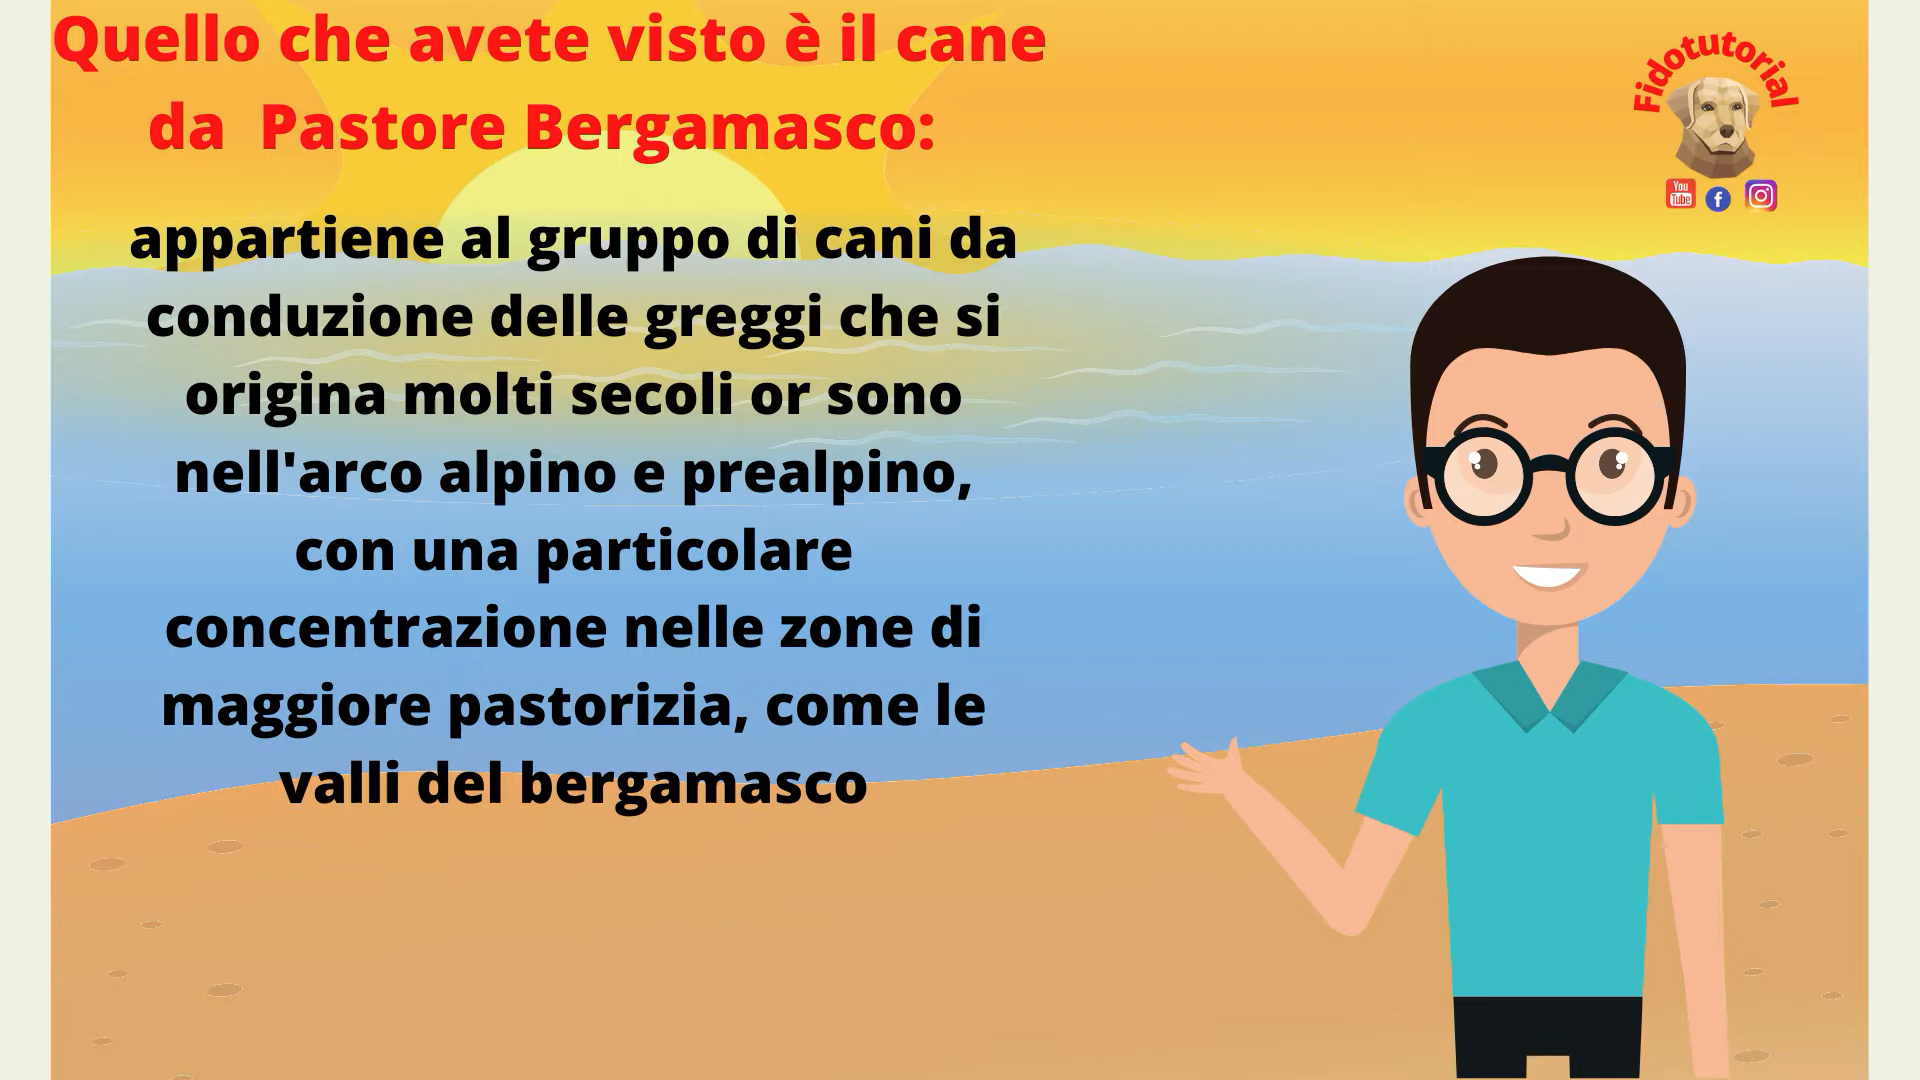 Quello che avete visto è il cane
da Pastore Bergamasco:
appartiene al gruppo di cani da
conduzione delle greggi che si
origina molti secoli or sono
nell'arco alpino e prealpino,
con una particolare
concentrazione nelle zone di
maggiore pastorizia, come le
valli del bergamasco
Fidotutorial
You
Tube